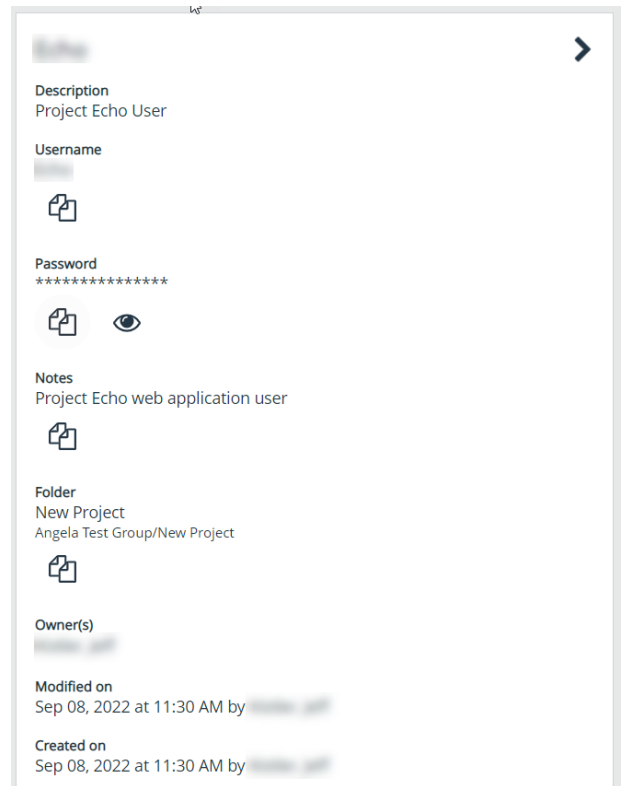 Description
Project Echo User
Username
Password
***************
Notes
Project Echo web application user
Folder
New Project
Angela Test Group/New Project
Owner(s)
Modified on
Sep 08, 2022 at 11:30 AM by
Created on
Sep 08, 2022 at 11:30 AM by